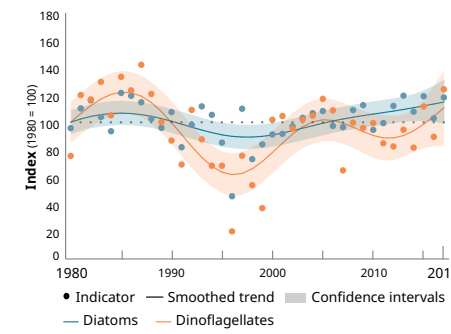 180
160
140
120
100
80
60
40
20
0
Index (1980 = 100)
1980 1990 2000 2010 201
Indicator Smoothed trend Confidence intervals
Diatoms Dinoflagellates